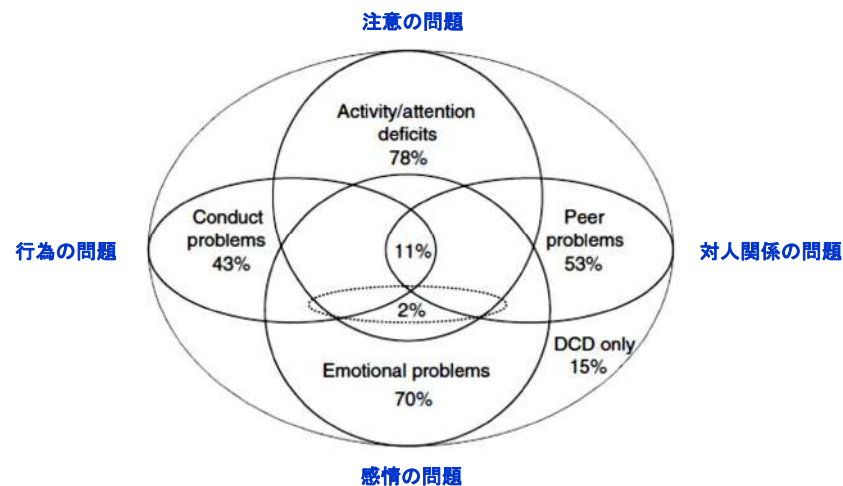 注意の問題
Activity/attention
deficits
78%
Conduct
problems
43%
行為の問題
11%
Peer
problems
53%
対人関係の問題
2%
DCD only
15%
Emotional problems
70%
感情の問題